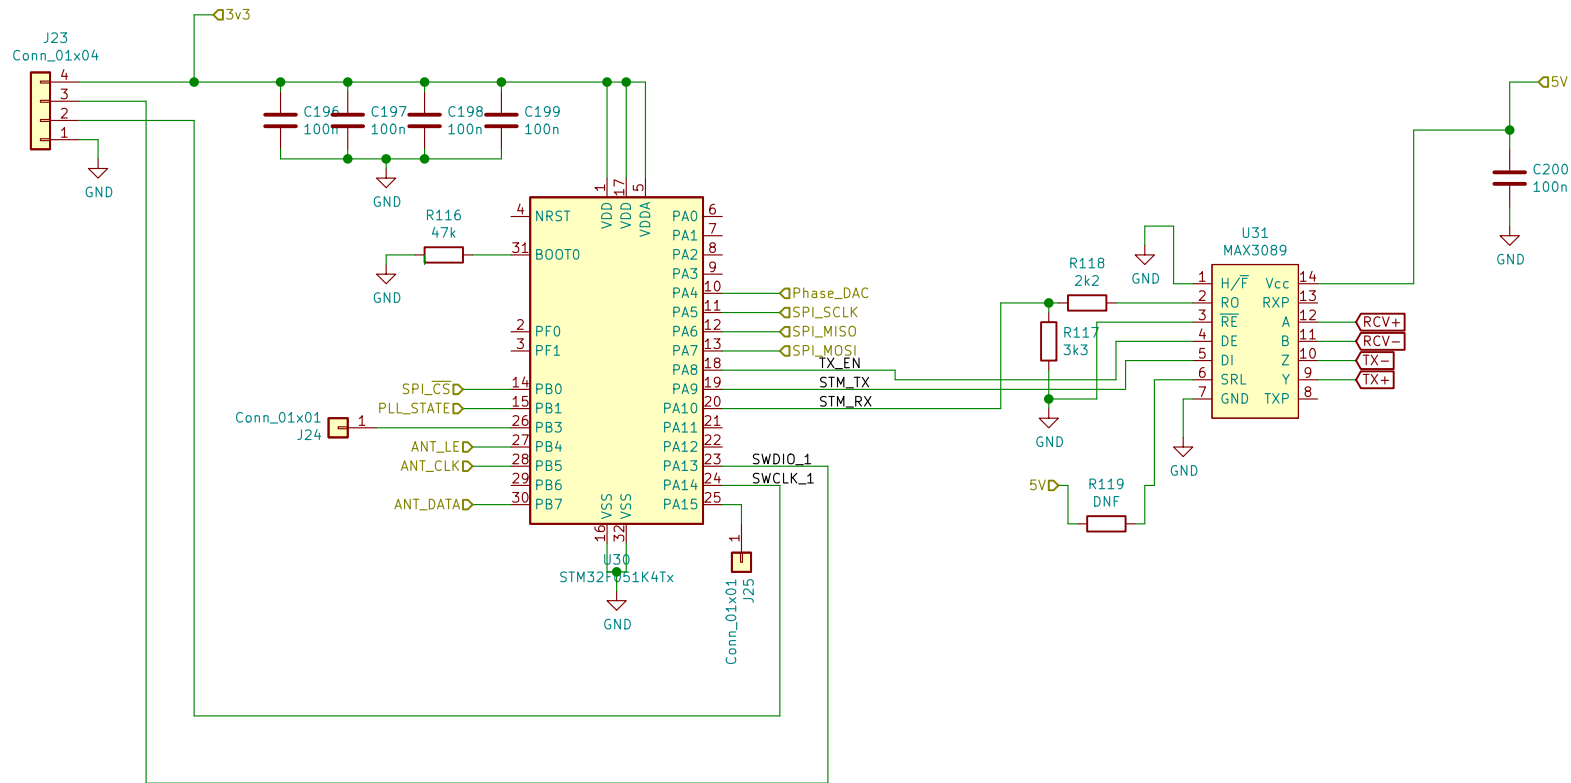 3v3
J23
Conn_01x04
4
3
2
1
GND
C196
100n
C197
100n
C198
100n
C199
100n
GND
R116
47k
GND
1
17
5
VDD
VDD
VDDA
4 NRST
31 BOOT0
2 PF0
3 PF1
SPI_CS 14 PB0
PLL_STATE 15 PB1
Conn_01x01
J24
1
26 PB3
ANT_LE 27 PB4
ANT_CLK 28 PB5
29 PB6
ANT_DATA 30 PB7
PA0 6
PA1 7
PA2 8
PA3 9
PA4 10 Phase_DAC
PA5 11 SPI_SCLK
PA6 12 SPI_MISO
PA7 13 SPI_MOSI
PA8 18 TX_EN
PA9 19 STM_TX
PA10 20 STM_RX
PA11 21
PA12 22
PA13 23 SWDIO_1
PA14 24 SWCLK_1
PA15 25
VSS
VSS
16
32
U30
STM32F051K4Tx
GND
1
Conn_01x01
J25
R118
2k2
R117
3k3
GND
GND
U31
MAX3089
1 H/F
2 RO
3 RE
4 DE
5 DI
6 SRL
7 GND
Vcc 14
RXP 13
A 12 RCV+
B 11 RCV-
Z 10 TX-
Y 9 TX+
TXP 8
GND
5V
R119
DNF
5V
C200
100n
GND